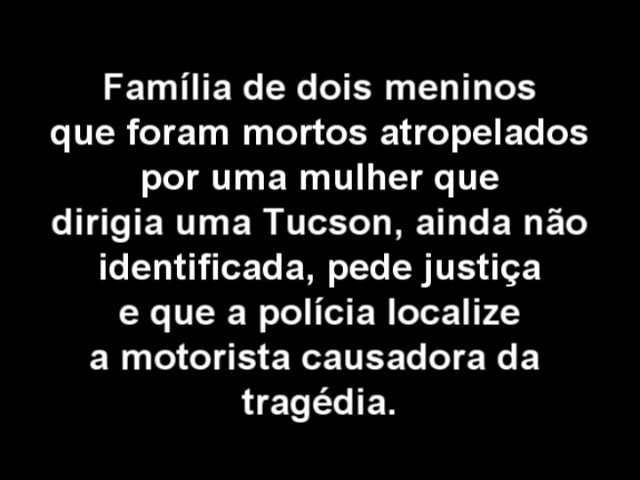 Família de dois meninos
que foram mortos atropelados
por uma mulher que
dirigia uma Tucson, ainda não
identificada, pede justiça
e que a polícia localize
a motorista causadora da
tragédia.